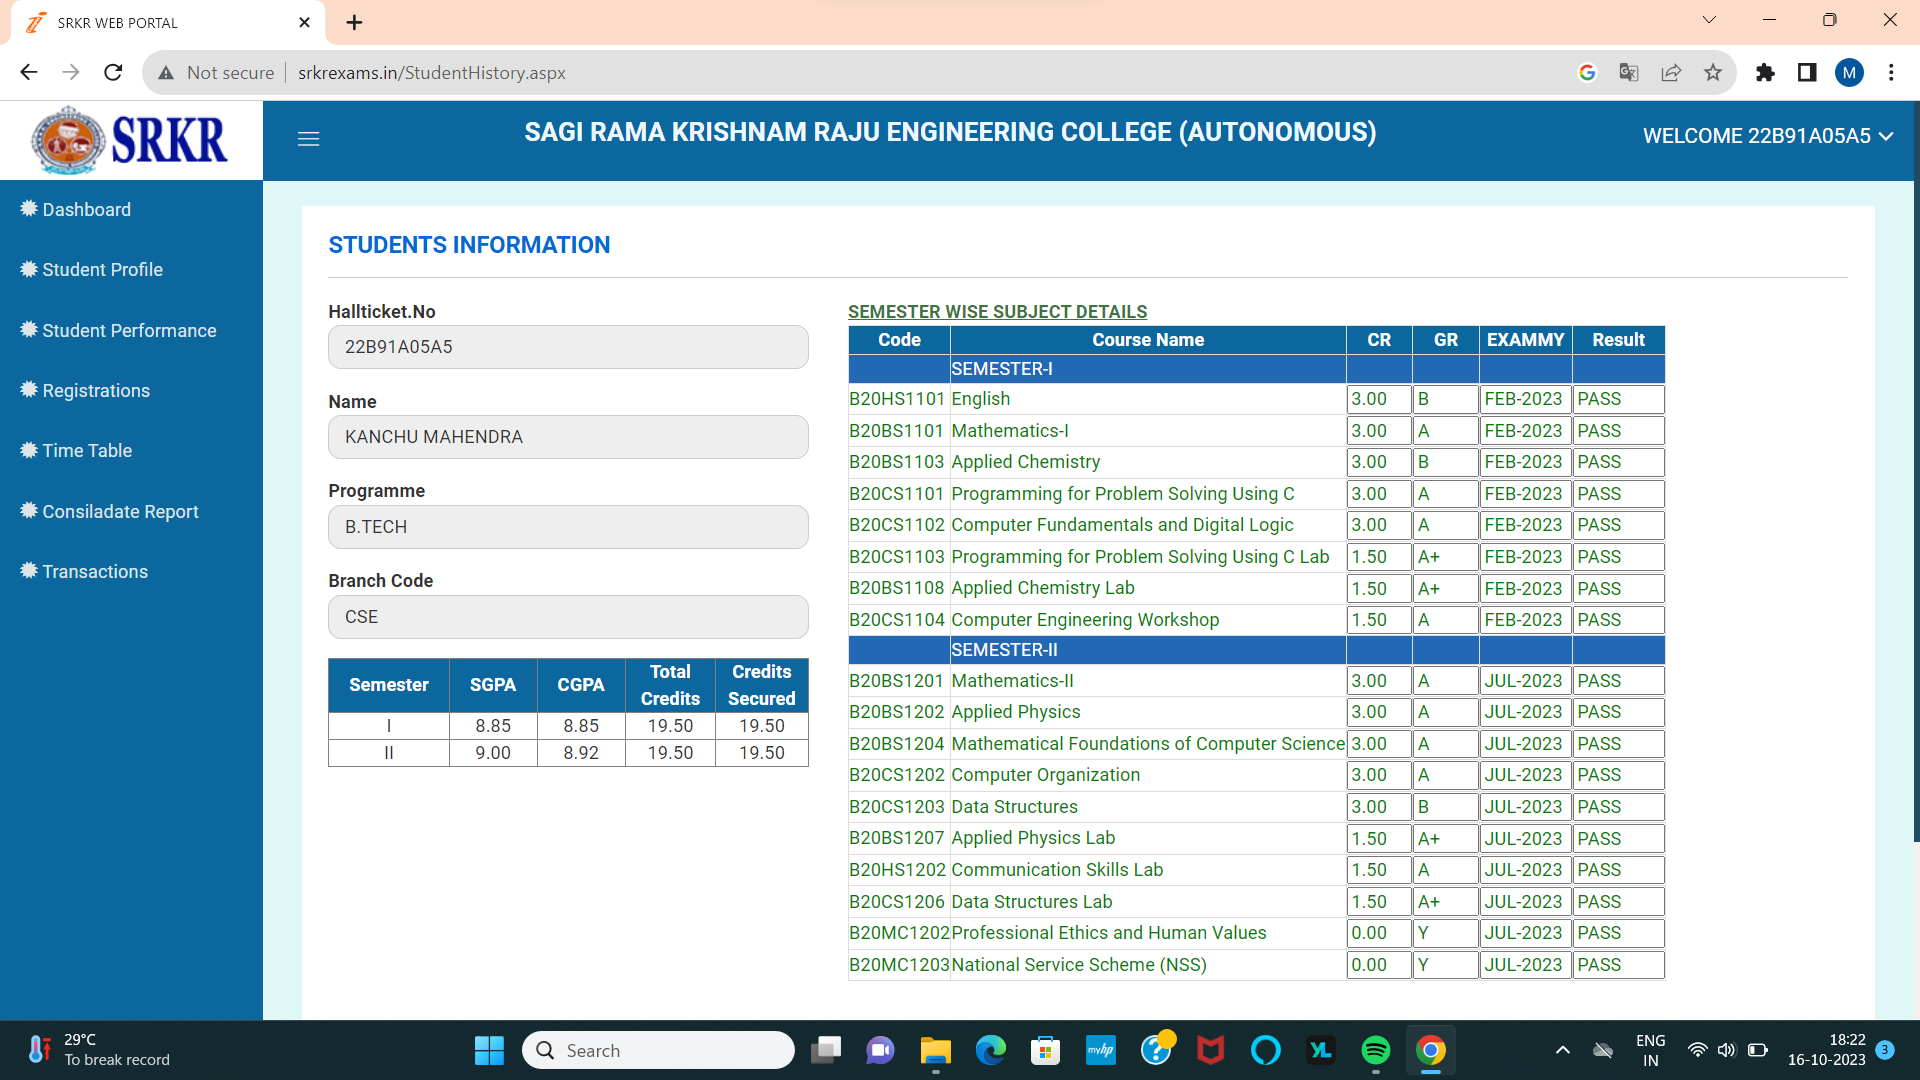 SRKR WEB PORTAL
Not secure srkrexams.in/StudentHistory.aspx
M
SRKR
SAGI RAMA KRISHNAM RAJU ENGINEERING COLLEGE (AUTONOMOUS)
WELCOME 22B91A05A5
Dashboard
Student Profile
Student Performance
Registrations
Time Table
Consiladate Report
Transactions
STUDENTS INFORMATION
Hallticket.No
22B91A05A5
Name
KANCHU MAHENDRA
Programme
B.TECH
Branch Code
CSE
Semester SGPA CGPA Total Credits Credits Secured
I 8.85 8.85 19.50 19.50
II 9.00 8.92 19.50 19.50
SEMESTER WISE SUBJECT DETAILS
Code Course Name CR GR EXAMMY Result
SEMESTER-I
B20HS1101 English 3.00 B FEB-2023 PASS
B20BS1101 Mathematics-I 3.00 A FEB-2023 PASS
B20BS1103 Applied Chemistry 3.00 B FEB-2023 PASS
B20CS1101 Programming for Problem Solving Using C 3.00 A FEB-2023 PASS
B20CS1102 Computer Fundamentals and Digital Logic 3.00 A FEB-2023 PASS
B20CS1103 Programming for Problem Solving Using C Lab 1.50 A+ FEB-2023 PASS
B20BS1108 Applied Chemistry Lab 1.50 A+ FEB-2023 PASS
B20CS1104 Computer Engineering Workshop 1.50 A FEB-2023 PASS
SEMESTER-II
B20BS1201 Mathematics-II 3.00 A JUL-2023 PASS
B20BS1202 Applied Physics 3.00 A JUL-2023 PASS
B20BS1204 Mathematical Foundations of Computer Science 3.00 A JUL-2023 PASS
B20CS1202 Computer Organization 3.00 A JUL-2023 PASS
B20CS1203 Data Structures 3.00 B JUL-2023 PASS
B20BS1207 Applied Physics Lab 1.50 A+ JUL-2023 PASS
B20HS1202 Communication Skills Lab 1.50 A JUL-2023 PASS
B20CS1206 Data Structures Lab 1.50 A+ JUL-2023 PASS
B20MC1202 Professional Ethics and Human Values 0.00 Y JUL-2023 PASS
B20MC1203 National Service Scheme (NSS) 0.00 Y JUL-2023 PASS
29°C
To break record
Search
myhp
YL
ENG
IN
18:22
16-10-2023
3